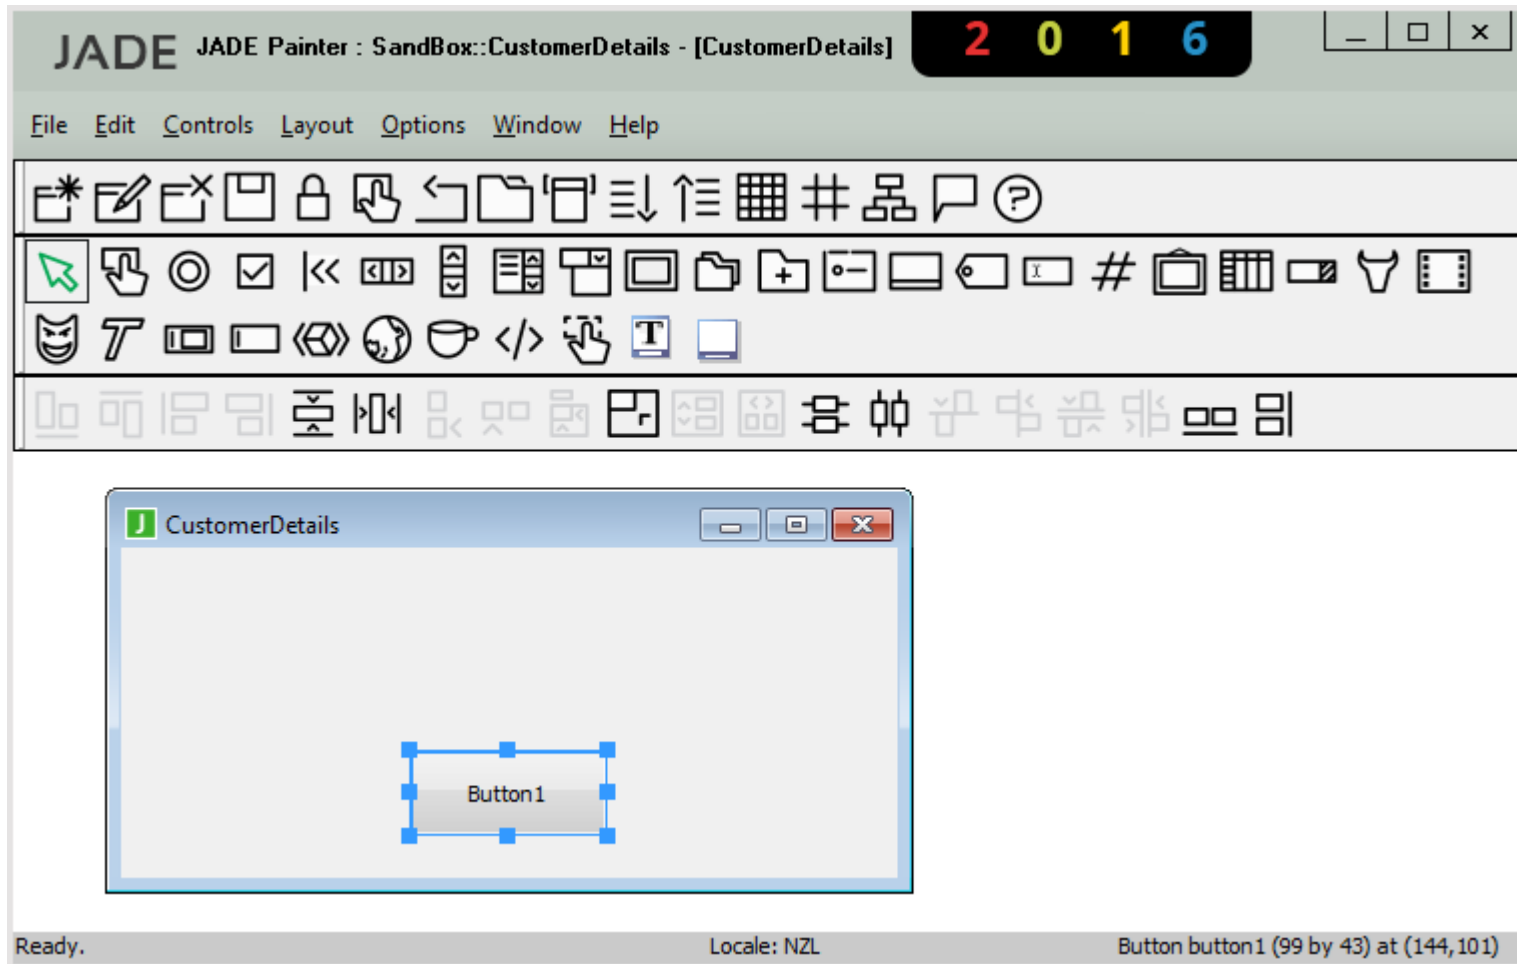 JADE JADE Painter : SandBox::CustomerDetails - [CustomerDetails] 2 0 1 6
File Edit Controls Layout Options Window Help
CustomerDetails
Button1
Ready. Locale: NZL Button button1 (99 by 43) at (144,101)